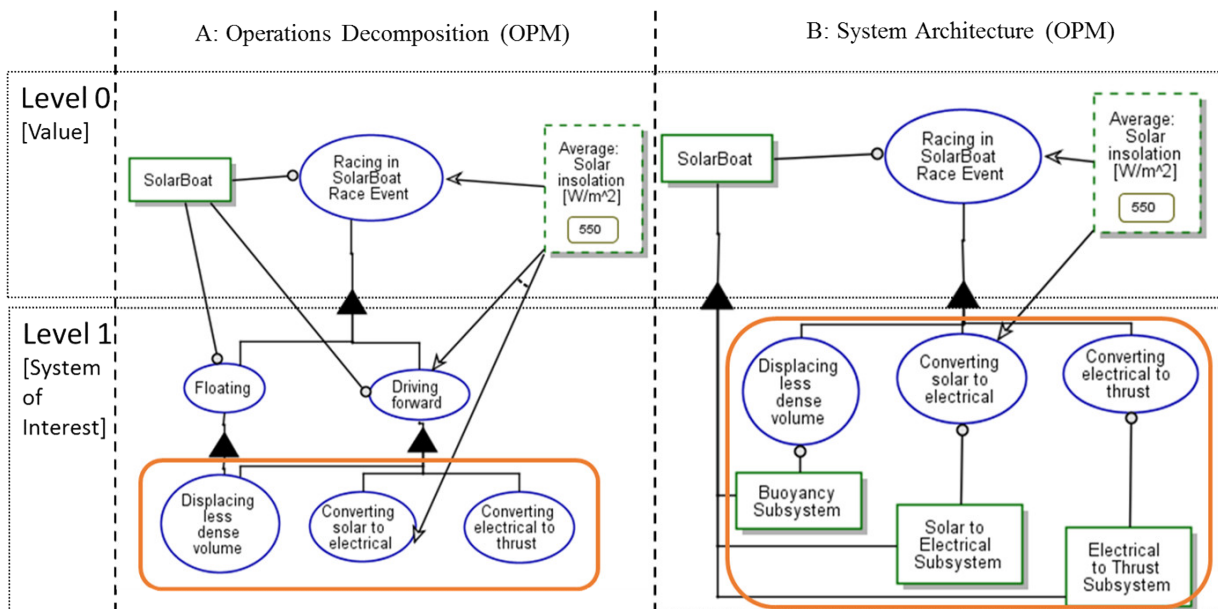 A: Operations Decomposition (OPM)
B: System Architecture (OPM)
Level 0
[Value]
SolarBoat
Racing in
SolarBoat
Race Event
Average:
Solar
insolation
[W/m^2]
550
SolarBoat
Racing in
SolarBoat
Race Event
Average:
Solar
insolation
[W/m^2]
550
Level 1
[System
of
Interest]
Floating
Driving
forward
Displacing
less
dense
volume
Converting
solar to
electrical
Converting
electrical to
thrust
Displacing
less
dense
volume
Converting
solar to
electrical
Converting
electrical to
thrust
Buoyancy
Subsystem
Solar to
Electrical
Subsystem
Electrical
to Thrust
Subsystem